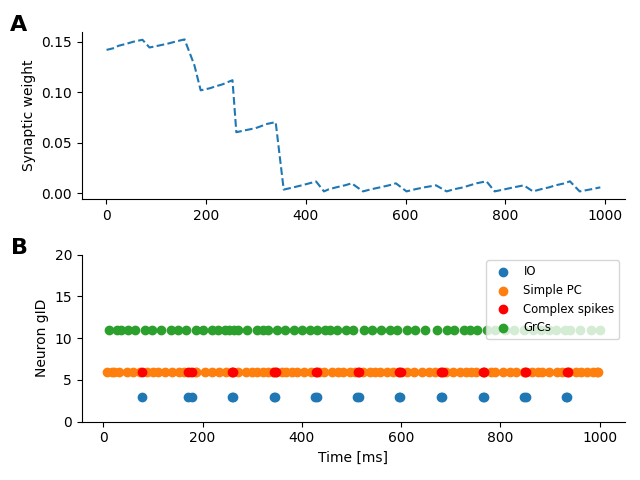 A
0.15
0.10
0.05
0.00
Synaptic weight
0 200 400 600 800 1000
B
20
15
10
5
0
Neuron gID
IO
Simple PC
Complex spikes
GrCs
0 200 400 600 800 1000
Time [ms]